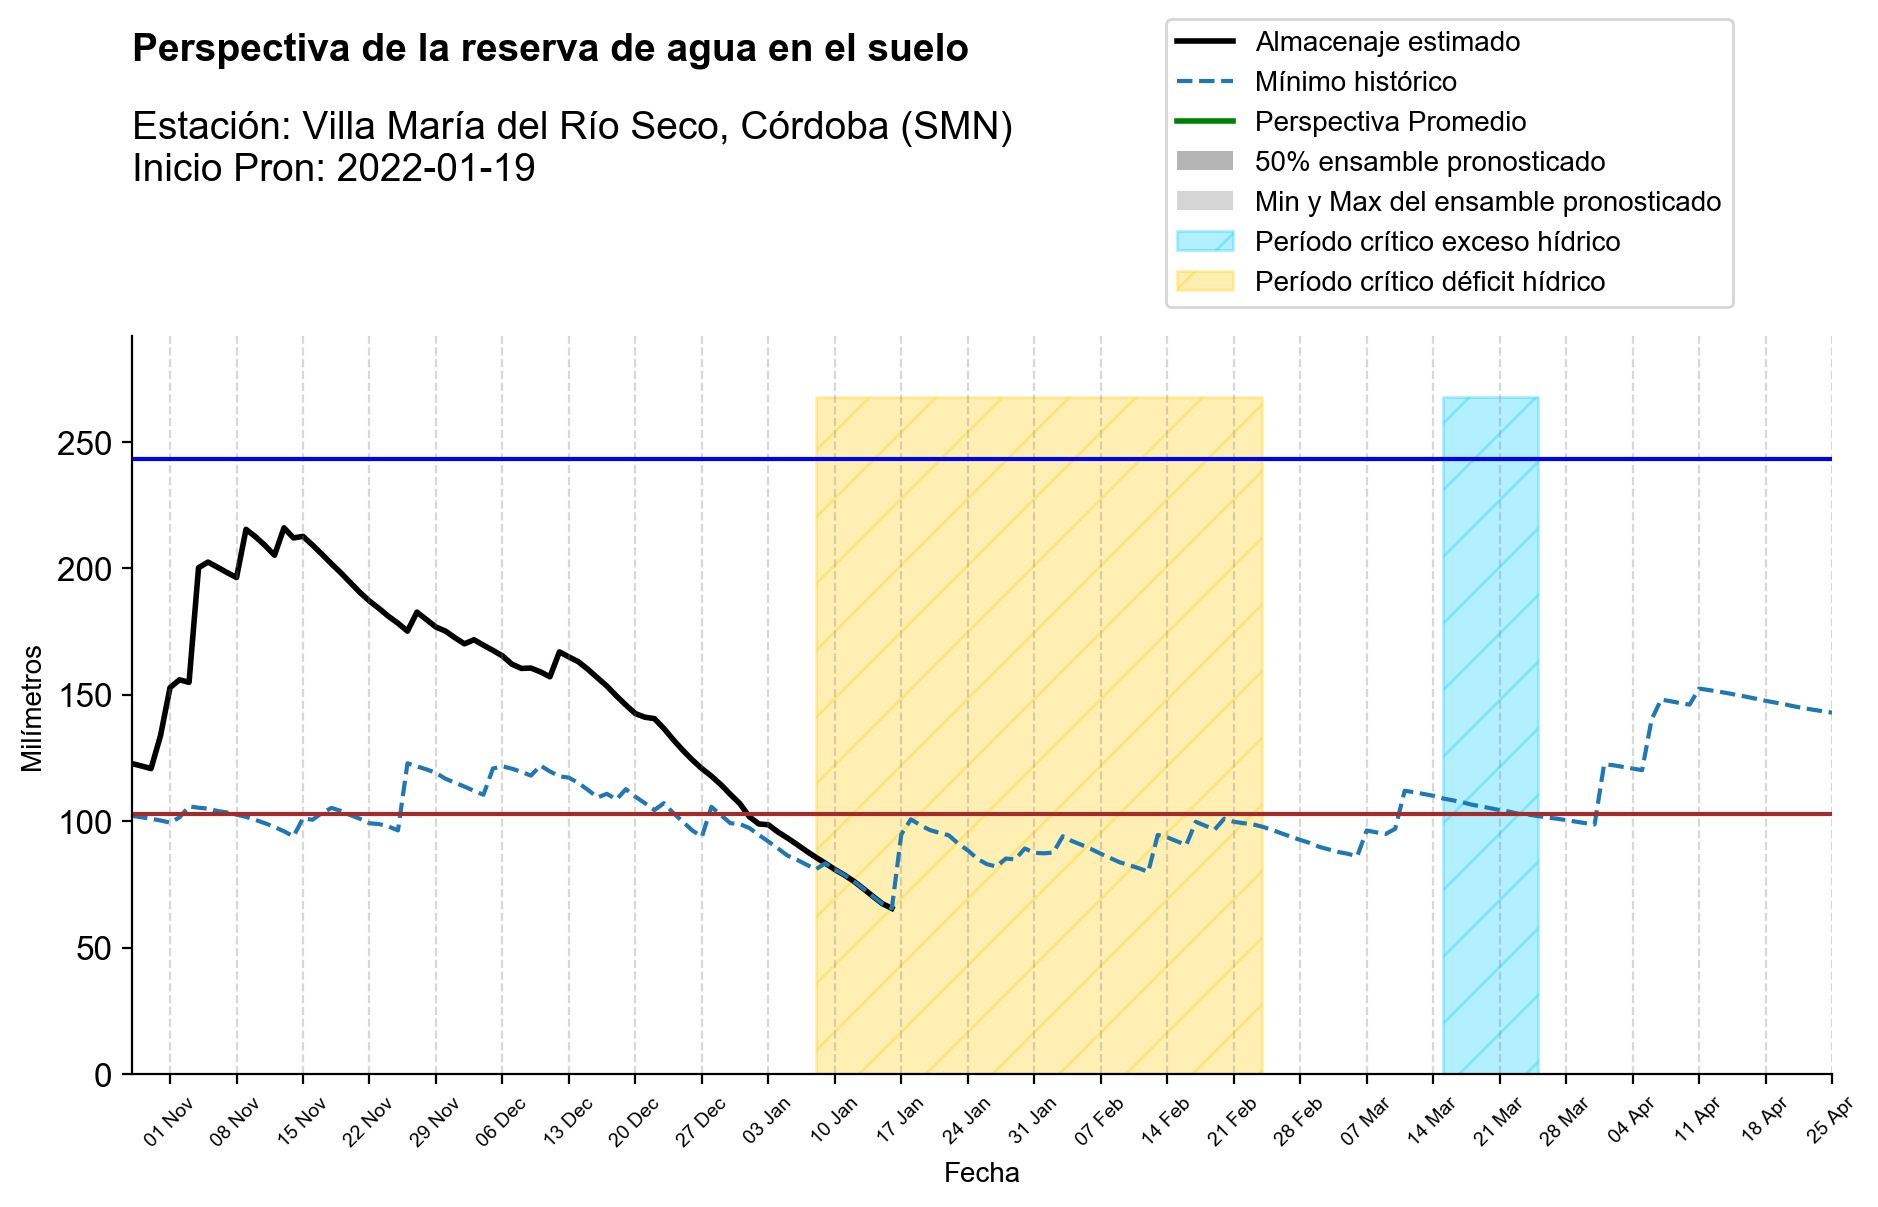 Perspectiva de la reserva de agua en el suelo
Estación: Villa María del Río Seco, Córdoba (SMN)
Inicio Pron: 2022-01-19
Almacenaje estimado
Mínimo histórico
Perspectiva Promedio
50% ensamble pronosticado
Min y Max del ensamble pronosticado
Período crítico exceso hídrico
Período crítico déficit hídrico
Milímetros
250
200
150
100
50
0
01 Nov
08 Nov
15 Nov
22 Nov
29 Nov
06 Dec
13 Dec
20 Dec
27 Dec
03 Jan
10 Jan
17 Jan
24 Jan
31 Jan
07 Feb
14 Feb
21 Feb
28 Feb
07 Mar
14 Mar
21 Mar
28 Mar
04 Apr
11 Apr
18 Apr
25 Apr
Fecha